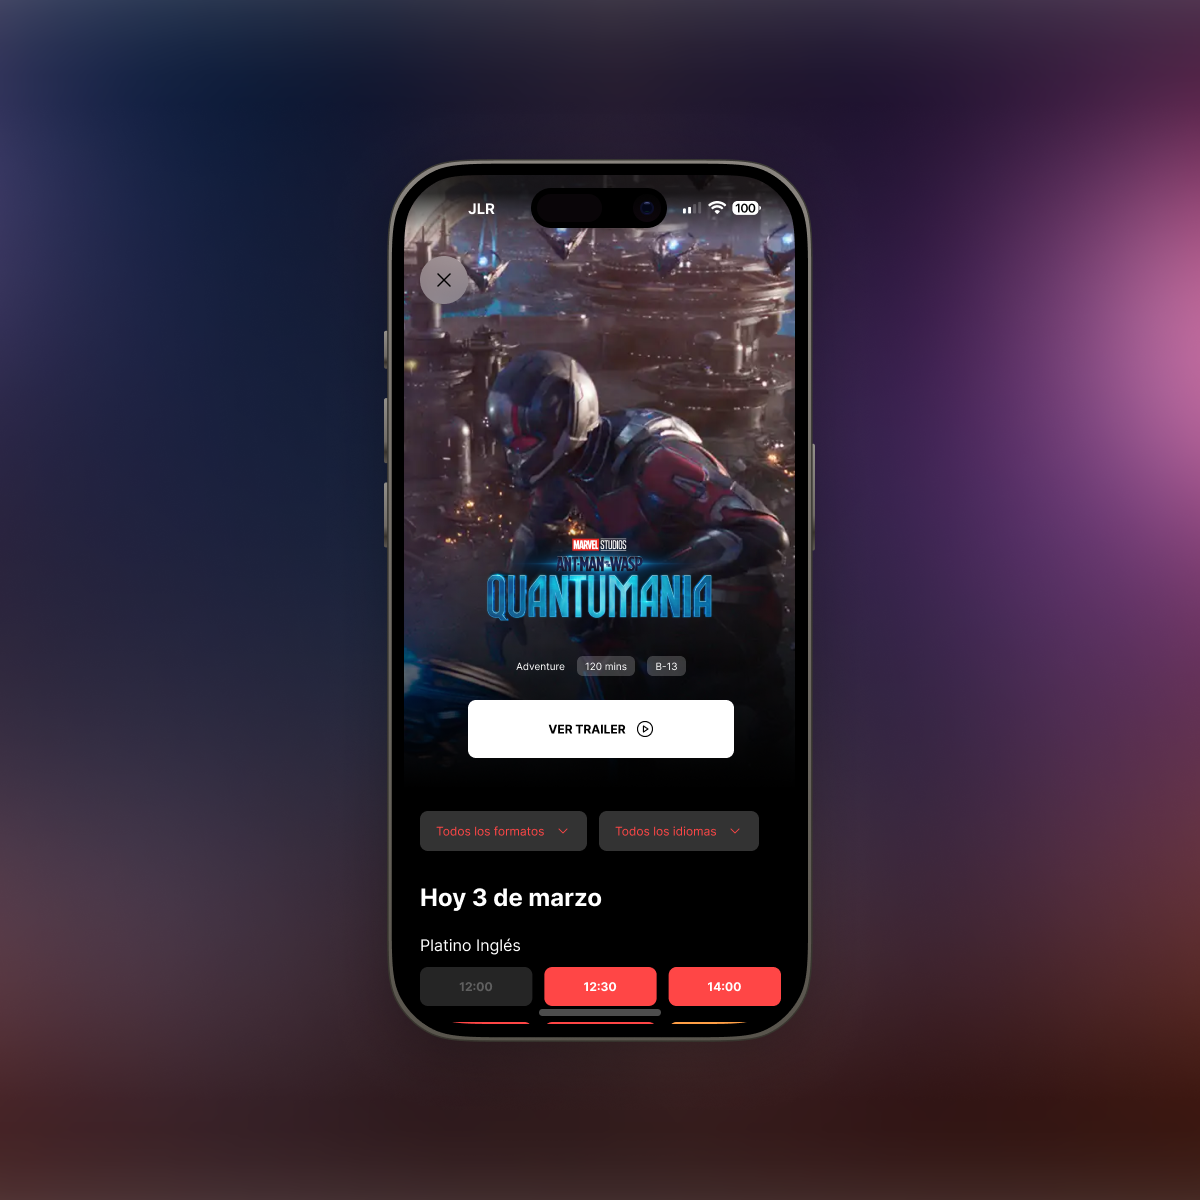 JLR 100
MARVEL STUDIOS
ANT-MAN AND THE WASP
QUANTUMANIA
Adventure 120 mins B-13
VER TRAILER
Todos los formatos Todos los idiomas
Hoy 3 de marzo
Platino Inglés
12:00 12:30 14:00